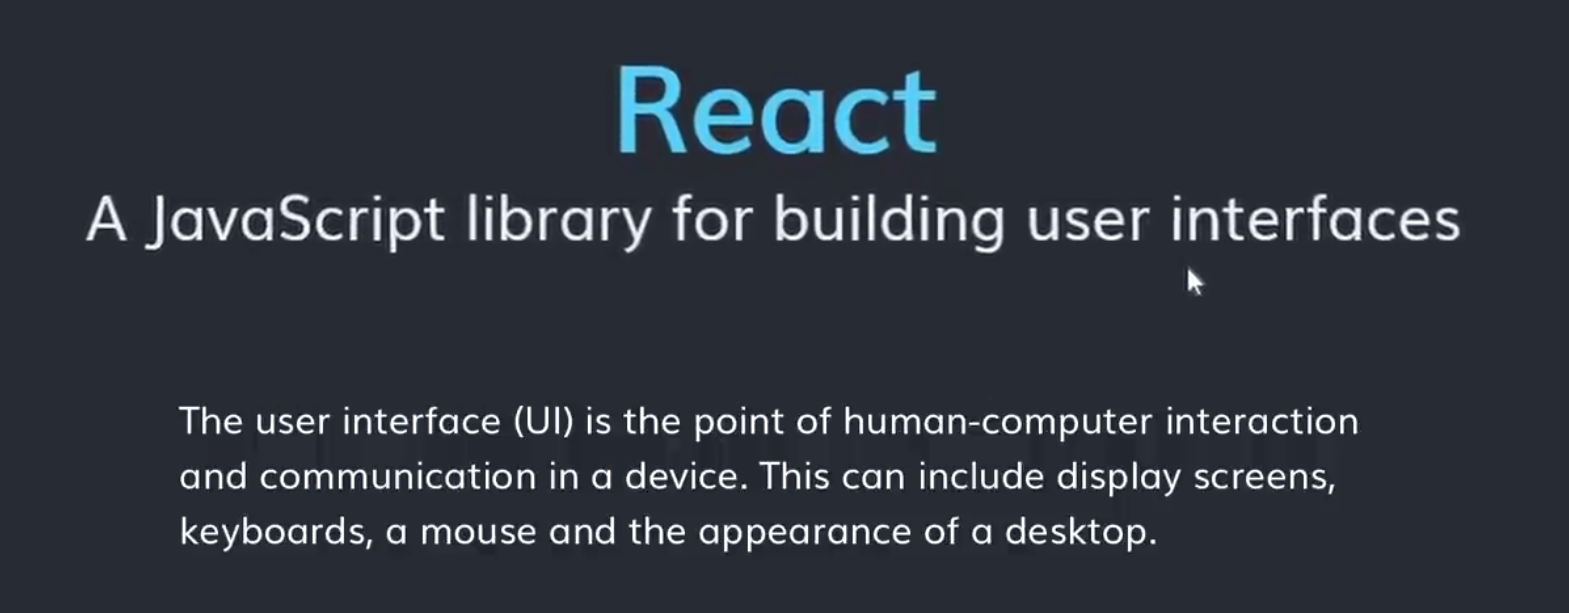 React
A JavaScript library for building user interfaces
The user interface (UI) is the point of human-computer interaction
and communication in a device. This can include display screens,
keyboards, a mouse and the appearance of a desktop.